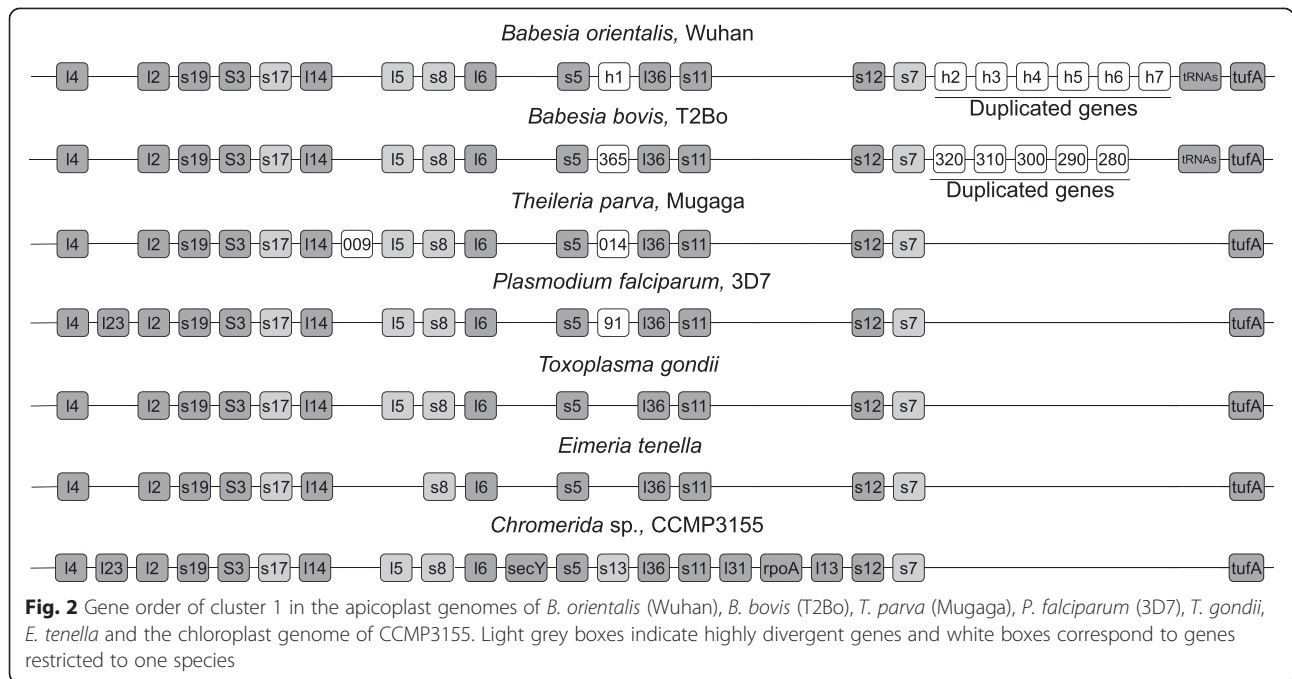 Babesia orientalis, Wuhan
l4 l2 s19 S3 s17 l14 l5 s8 l6 s5 h1 l36 s11 s12 s7 h2 h3 h4 h5 h6 h7 tRNAs tufA
Duplicated genes
Babesia bovis, T2Bo
l4 l2 s19 S3 s17 l14 l5 s8 l6 s5 365 l36 s11 s12 s7 320 310 300 290 280 tRNAs tufA
Duplicated genes
Theileria parva, Mugaga
l4 l2 s19 S3 s17 l14 009 l5 s8 l6 s5 014 l36 s11 s12 s7 tufA
Plasmodium falciparum, 3D7
l4 l23 l2 s19 S3 s17 l14 l5 s8 l6 s5 91 l36 s11 s12 s7 tufA
Toxoplasma gondii
l4 l2 s19 S3 s17 l14 l5 s8 l6 s5 l36 s11 s12 s7 tufA
Eimeria tenella
l4 l2 s19 S3 s17 l14 s8 l6 s5 l36 s11 s12 s7 tufA
Chromerida sp., CCMP3155
l4 l23 l2 s19 S3 s17 l14 l5 s8 l6 secY s5 s13 l36 s11 l31 rpoA l13 s12 s7 tufA
Fig. 2 Gene order of cluster 1 in the apicoplast genomes of B. orientalis (Wuhan), B. bovis (T2Bo), T. parva (Mugaga), P. falciparum (3D7), T. gondii,
E. tenella and the chloroplast genome of CCMP3155. Light grey boxes indicate highly divergent genes and white boxes correspond to genes
restricted to one species